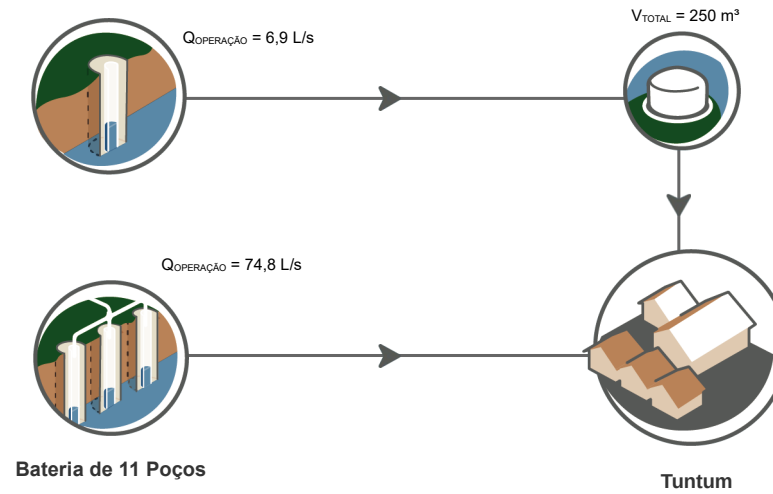 V_TOTAL = 250 m³
Q_OPERAÇÃO = 6,9 L/s
Q_OPERAÇÃO = 74,8 L/s
Bateria de 11 Poços
Tuntum